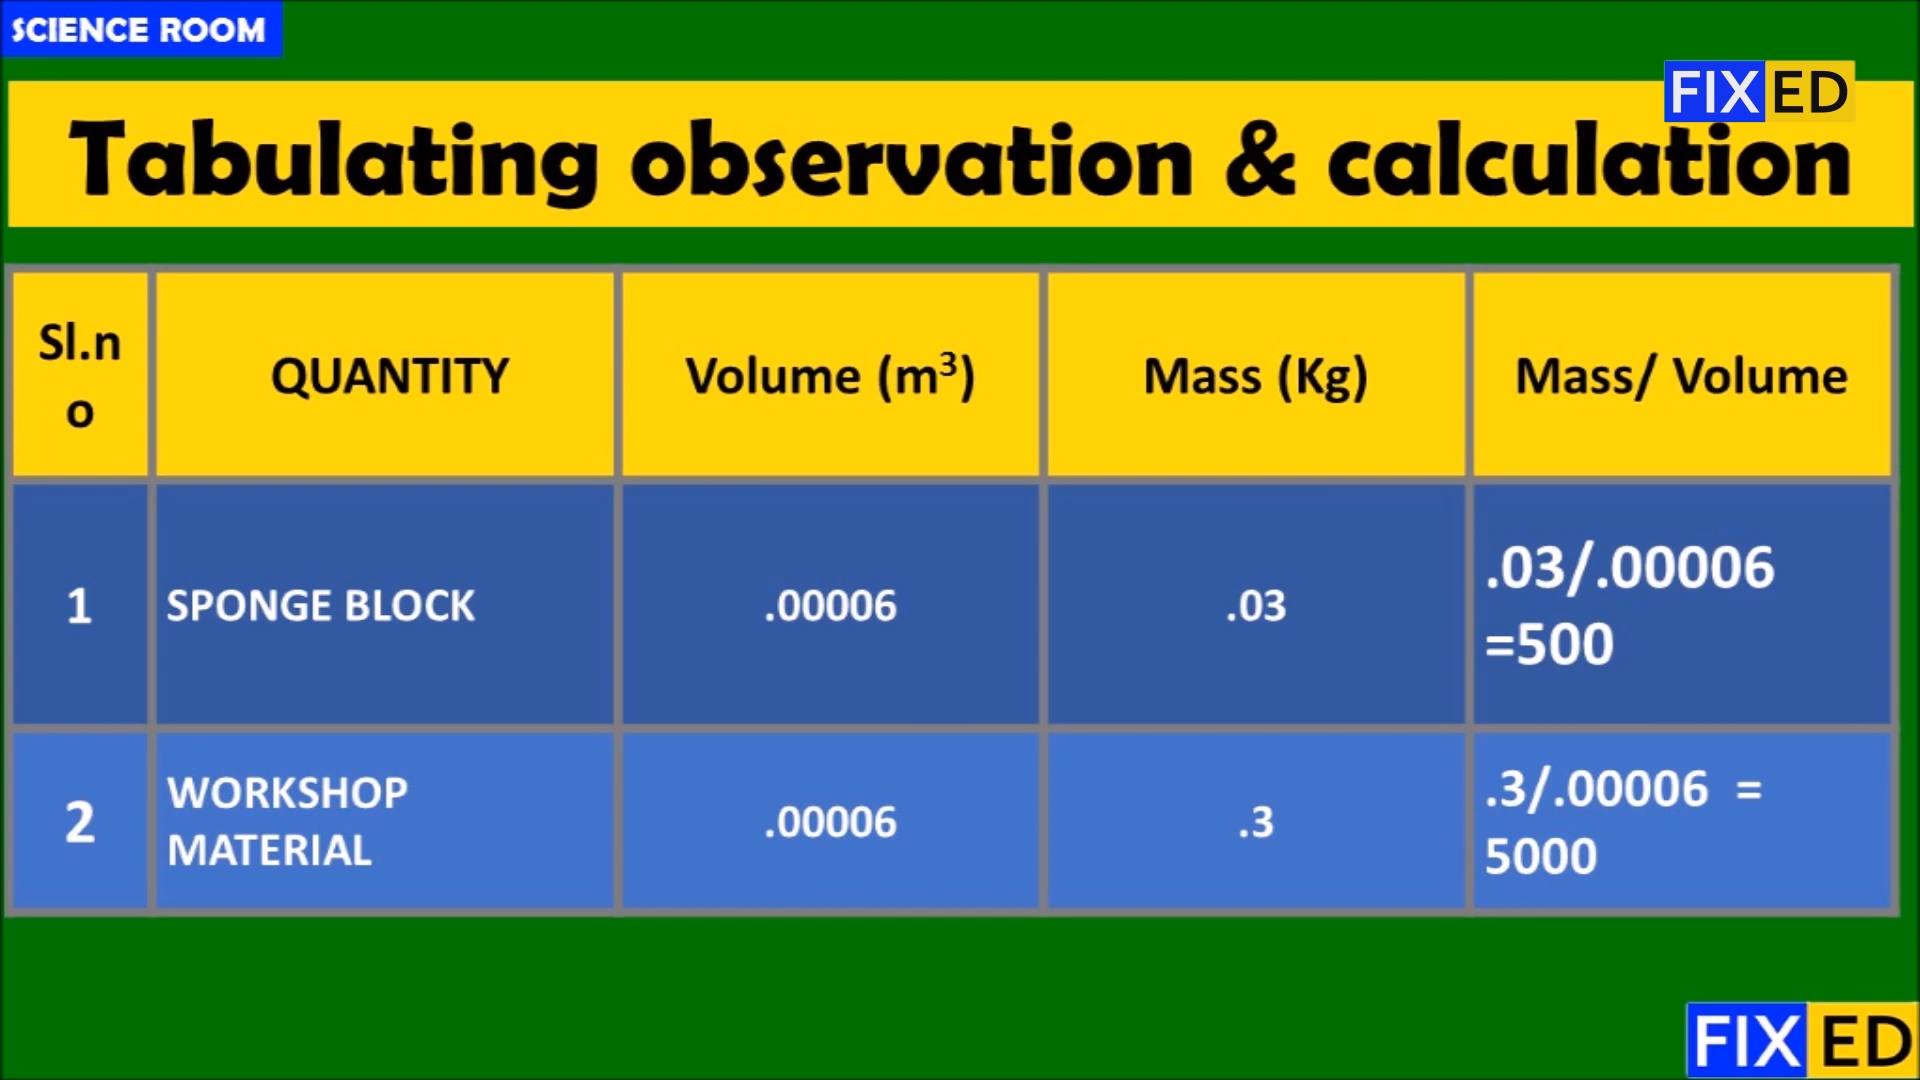 SCIENCE ROOM
FIXED
Tabulating observation & calculation
Sl.n
o
QUANTITY
Volume (m³)
Mass (Kg)
Mass/ Volume
1
SPONGE BLOCK
.00006
.03
.03/.00006
=500
2
WORKSHOP
MATERIAL
.00006
.3
.3/.00006 =
5000
FIXED